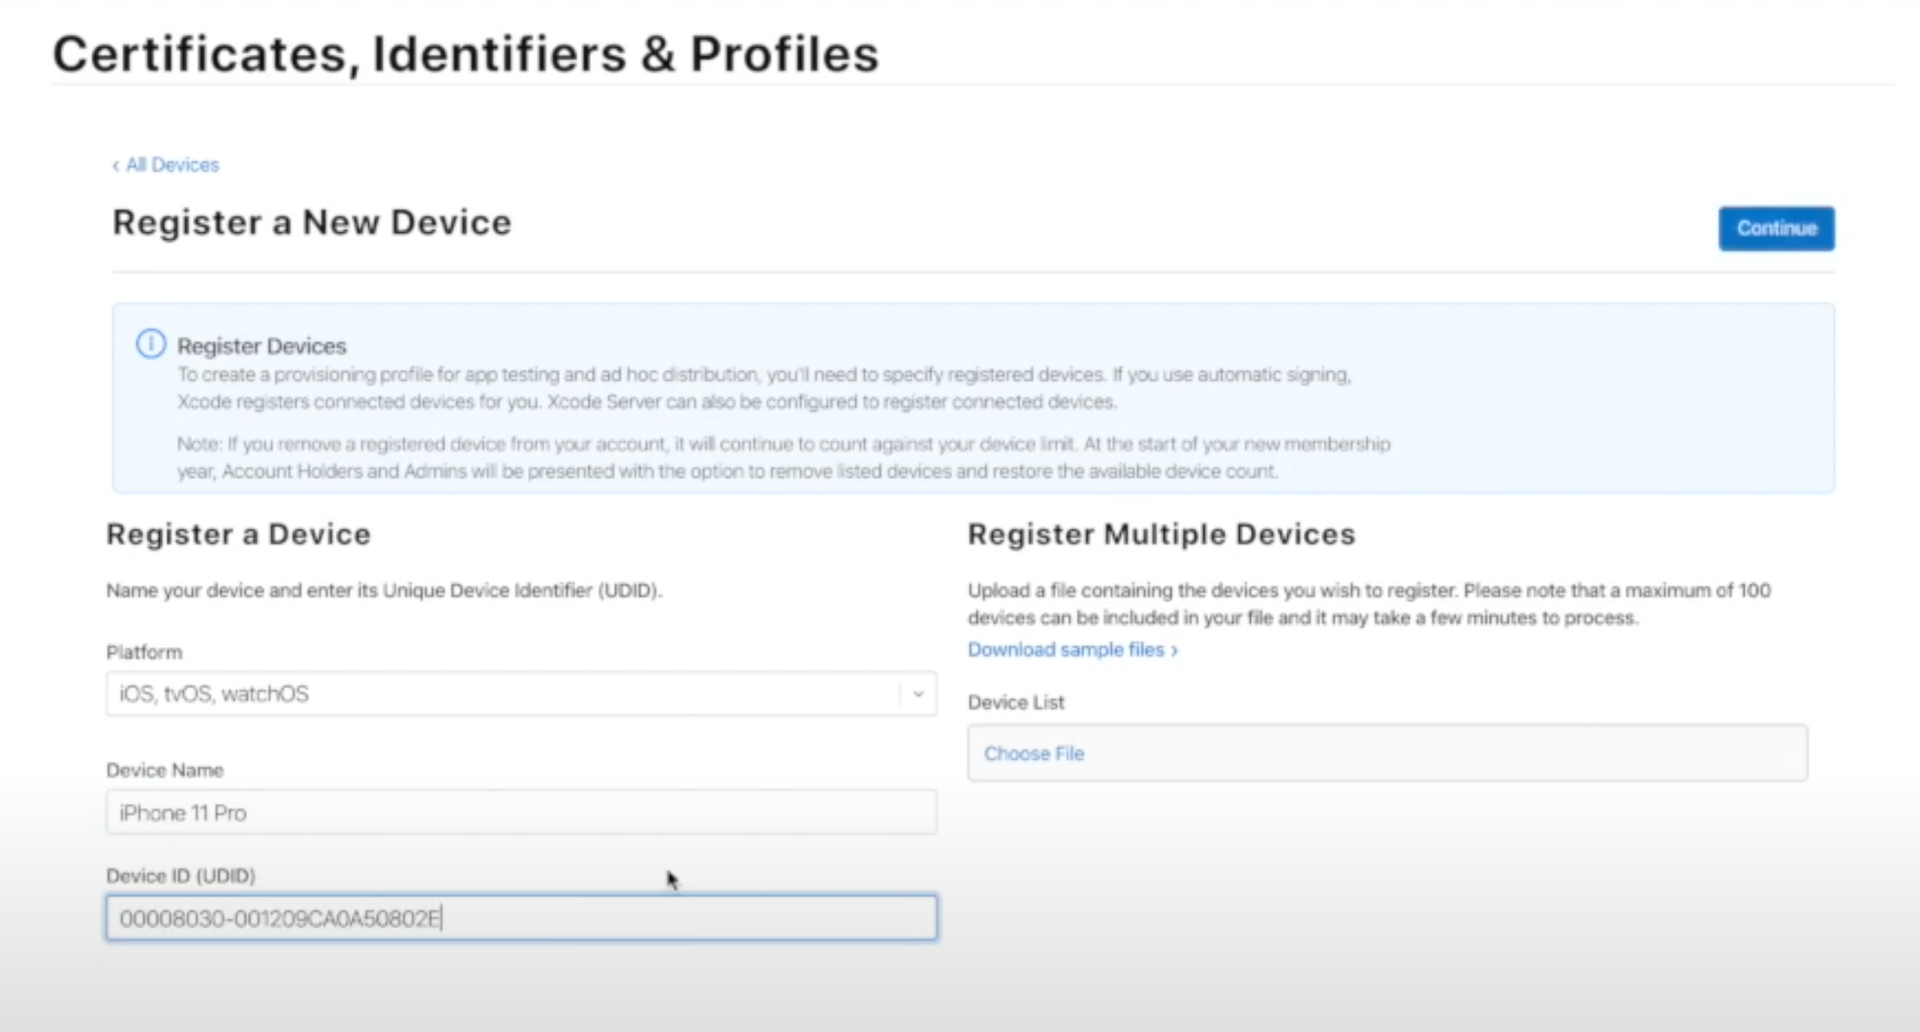 Certificates, Identifiers & Profiles
‹ All Devices
Register a New Device
Continue
Register Devices
To create a provisioning profile for app testing and ad hoc distribution, you'll need to specify registered devices. If you use automatic signing,
Xcode registers connected devices for you. Xcode Server can also be configured to register connected devices.
Note: If you remove a registered device from your account, it will continue to count against your device limit. At the start of your new membership
year, Account Holders and Admins will be presented with the option to remove listed devices and restore the available device count.
Register a Device
Name your device and enter its Unique Device Identifier (UDID).
Platform
iOS, tvOS, watchOS
Device Name
iPhone 11 Pro
Device ID (UDID)
00008030-001209CA0A50802E
Register Multiple Devices
Upload a file containing the devices you wish to register. Please note that a maximum of 100
devices can be included in your file and it may take a few minutes to process.
Download sample files ›
Device List
Choose File